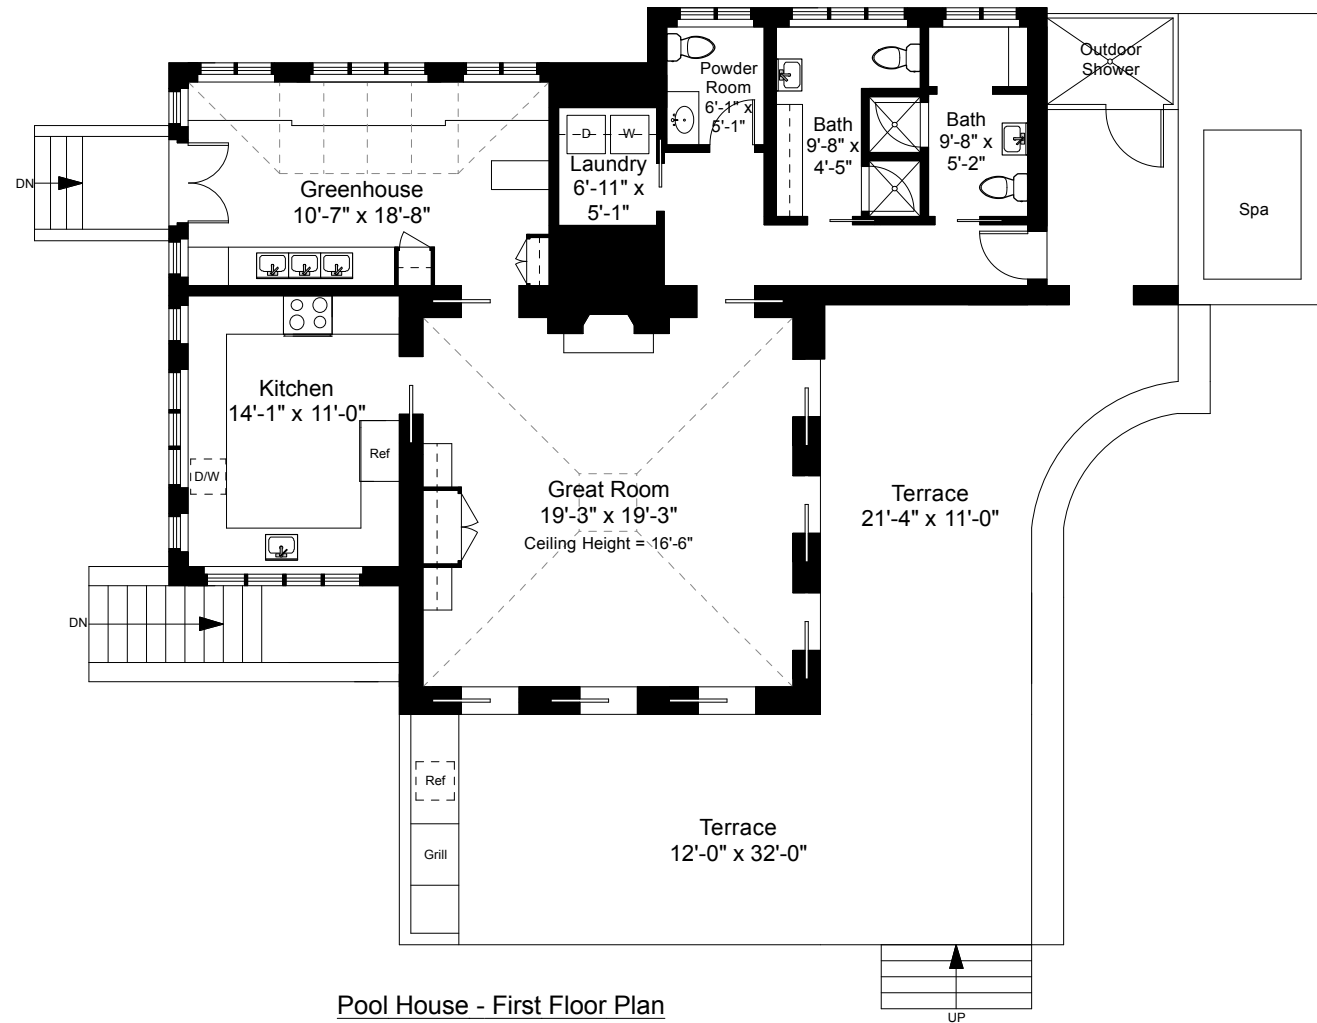 Outdoor
Shower
Powder
Room
6'-1" x
5'-1"
Bath
9'-8" x
4'-5"
Bath
9'-8" x
5'-2"
D
W
Laundry
6'-11" x
5'-1"
Greenhouse
10'-7" x 18'-8"
DN
Spa
Kitchen
14'-1" x 11'-0"
Ref
D/W
Great Room
19'-3" x 19'-3"
Ceiling Height = 16'-6"
Terrace
21'-4" x 11'-0"
DN
Ref
Grill
Terrace
12'-0" x 32'-0"
Pool House - First Floor Plan
UP